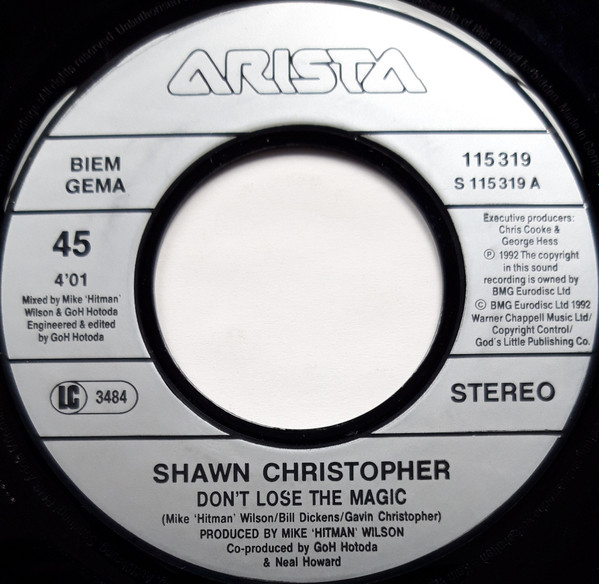 ARISTA
BIEM
GEMA
115 319
S 115 319 A
45
4'01
Mixed by Mike 'Hitman'
Wilson & GoH Hotoda
Engineered & edited
by GoH Hotoda
Executive producers:
Chris Cooke &
George Hess
Ⓟ 1992 The copyright
in this sound
recording is owned by
BMG Eurodisc Ltd
© BMG Eurodisc Ltd 1992
Warner Chappell Music Ltd/
Copyright Control/
God's Little Publishing Co.
LC 3484
STEREO
SHAWN CHRISTOPHER
DON'T LOSE THE MAGIC
(Mike 'Hitman' Wilson/Bill Dickens/Gavin Christopher)
PRODUCED BY MIKE 'HITMAN' WILSON
Co-produced by GoH Hotoda
& Neal Howard